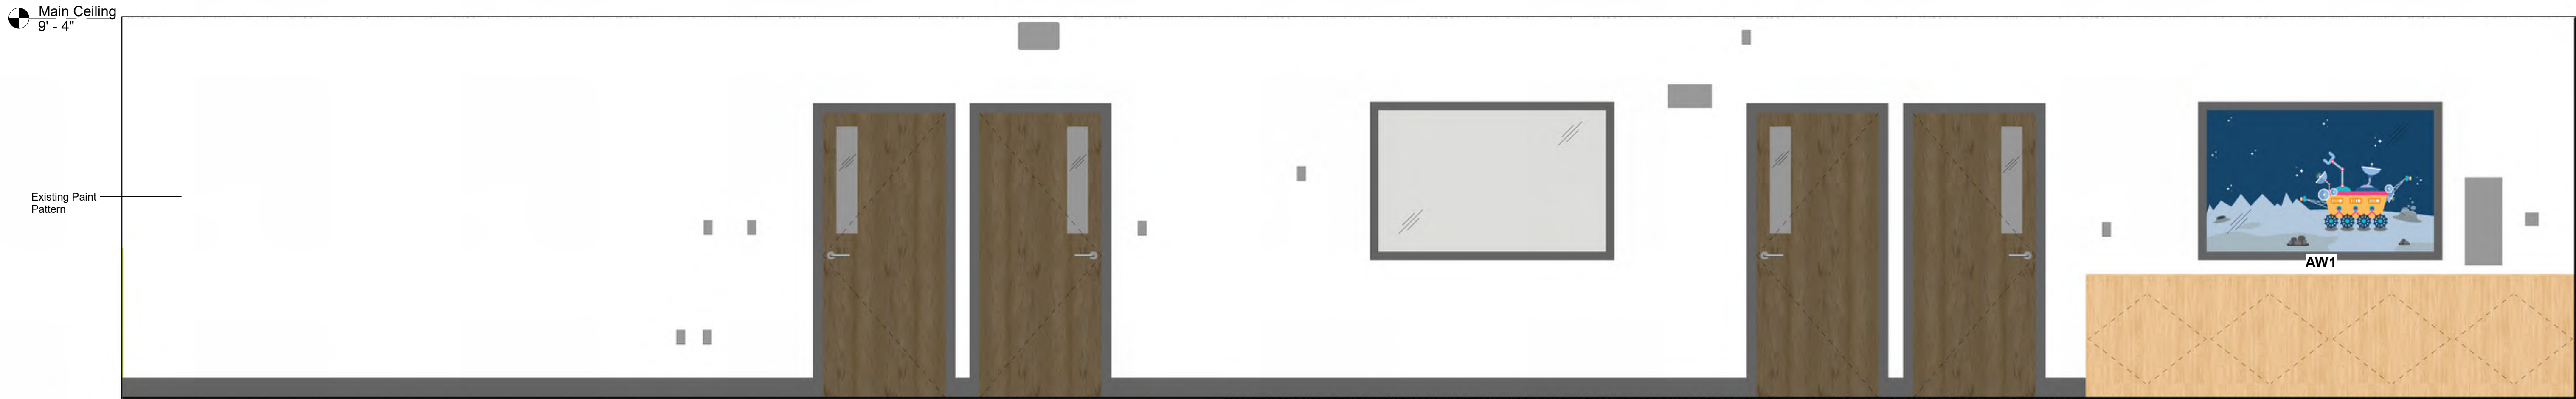 Main Ceiling
9' - 4"
Existing Paint
Pattern
AW1